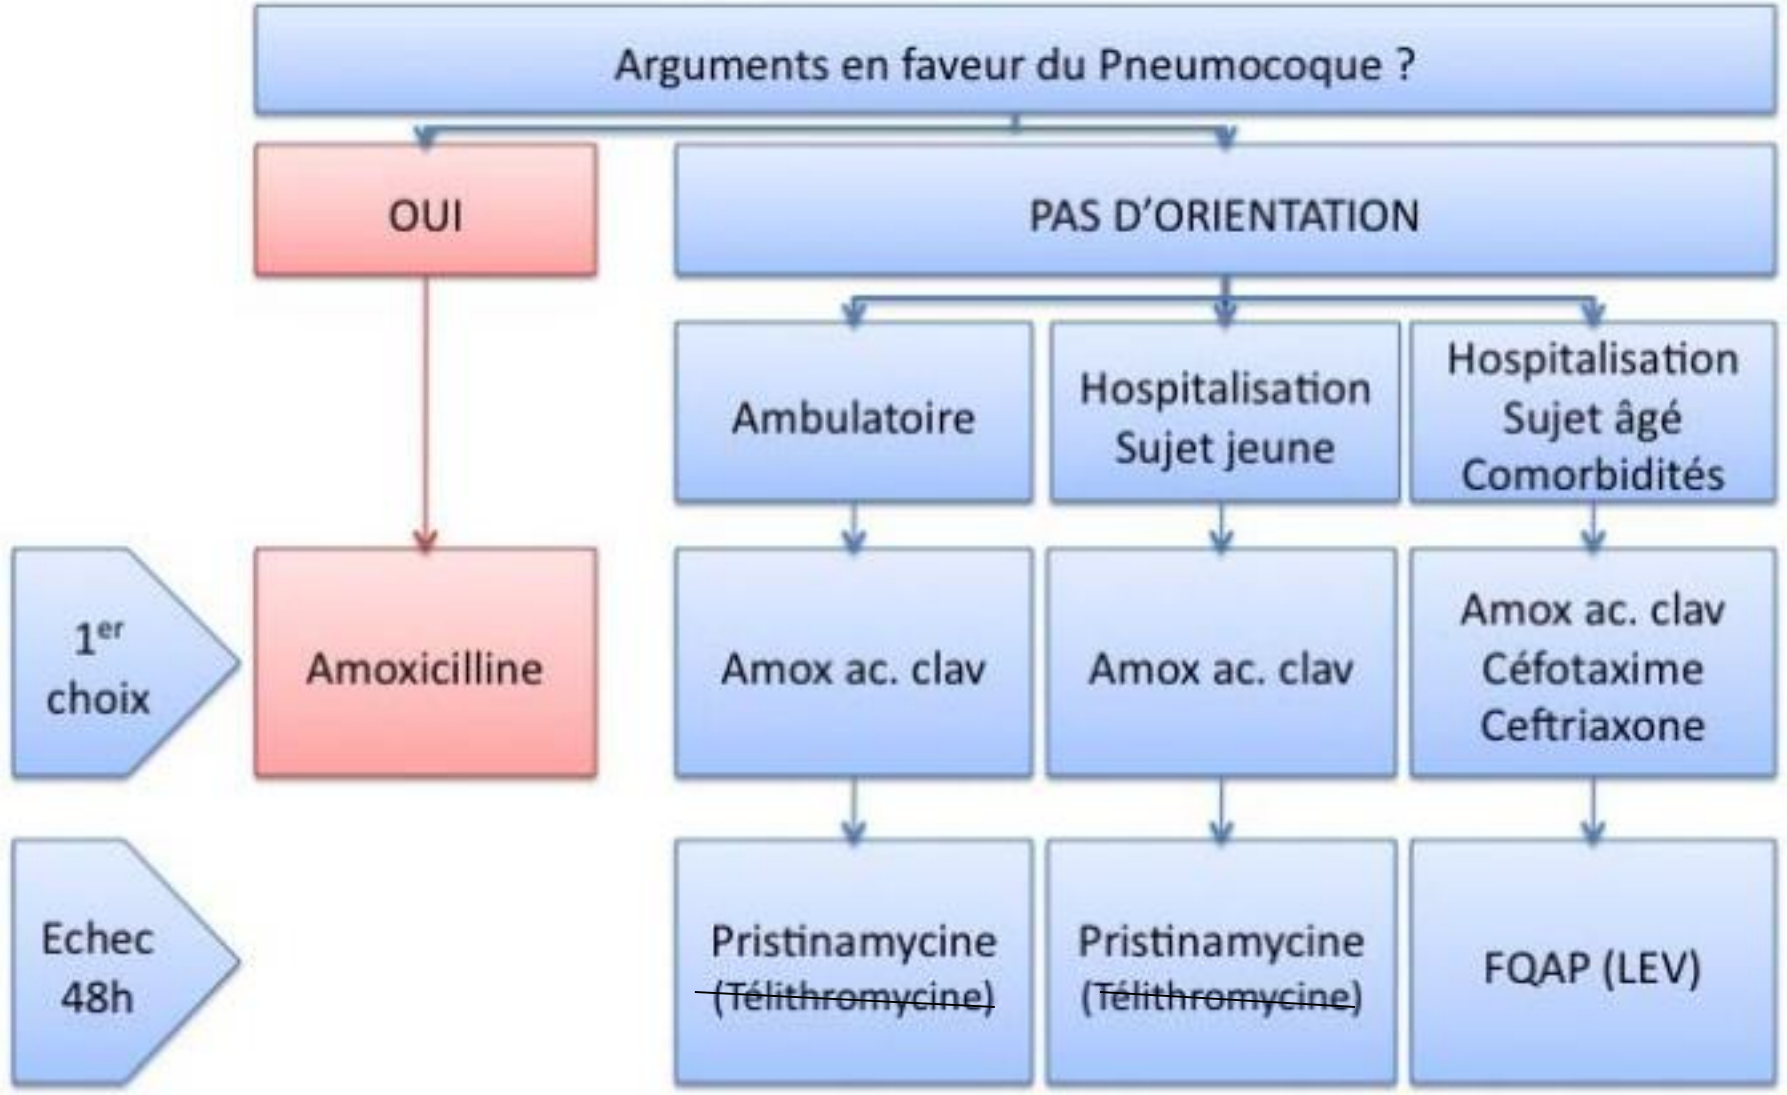 Arguments en faveur du Pneumocoque ?
OUI
PAS D’ORIENTATION
Ambulatoire
Hospitalisation
Sujet jeune
Hospitalisation
Sujet âgé
Comorbidités
1er
choix
Amoxicilline
Amox ac. clav
Amox ac. clav
Amox ac. clav
Céfotaxime
Ceftriaxone
Echec
48h
Pristinamycine
(Télithromycine)
Pristinamycine
(Télithromycine)
FQAP (LEV)